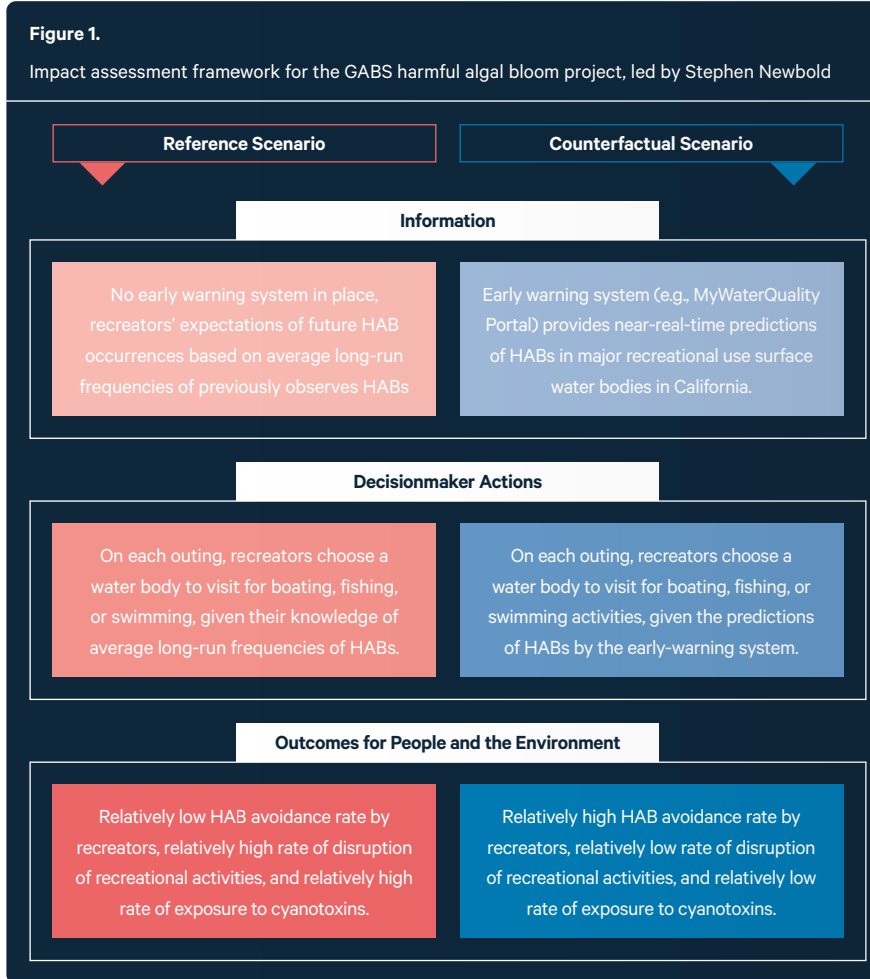 Figure 1.
Impact assessment framework for the GABS harmful algal bloom project, led by Stephen Newbold
Reference Scenario
Counterfactual Scenario
Information
No early warning system in place,
recreators’ expectations of future HAB
occurrences based on average long-run
frequencies of previously observes HABs
Early warning system (e.g., MyWaterQuality
Portal) provides near-real-time predictions
of HABs in major recreational use surface
water bodies in California.
Decisionmaker Actions
On each outing, recreators choose a
water body to visit for boating, fishing,
or swimming, given their knowledge of
average long-run frequencies of HABs.
On each outing, recreators choose a
water body to visit for boating, fishing, or
swimming activities, given the predictions
of HABs by the early-warning system.
Outcomes for People and the Environment
Relatively low HAB avoidance rate by
recreators, relatively high rate of disruption
of recreational activities, and relatively high
rate of exposure to cyanotoxins.
Relatively high HAB avoidance rate by
recreators, relatively low rate of disruption
of recreational activities, and relatively low
rate of exposure to cyanotoxins.